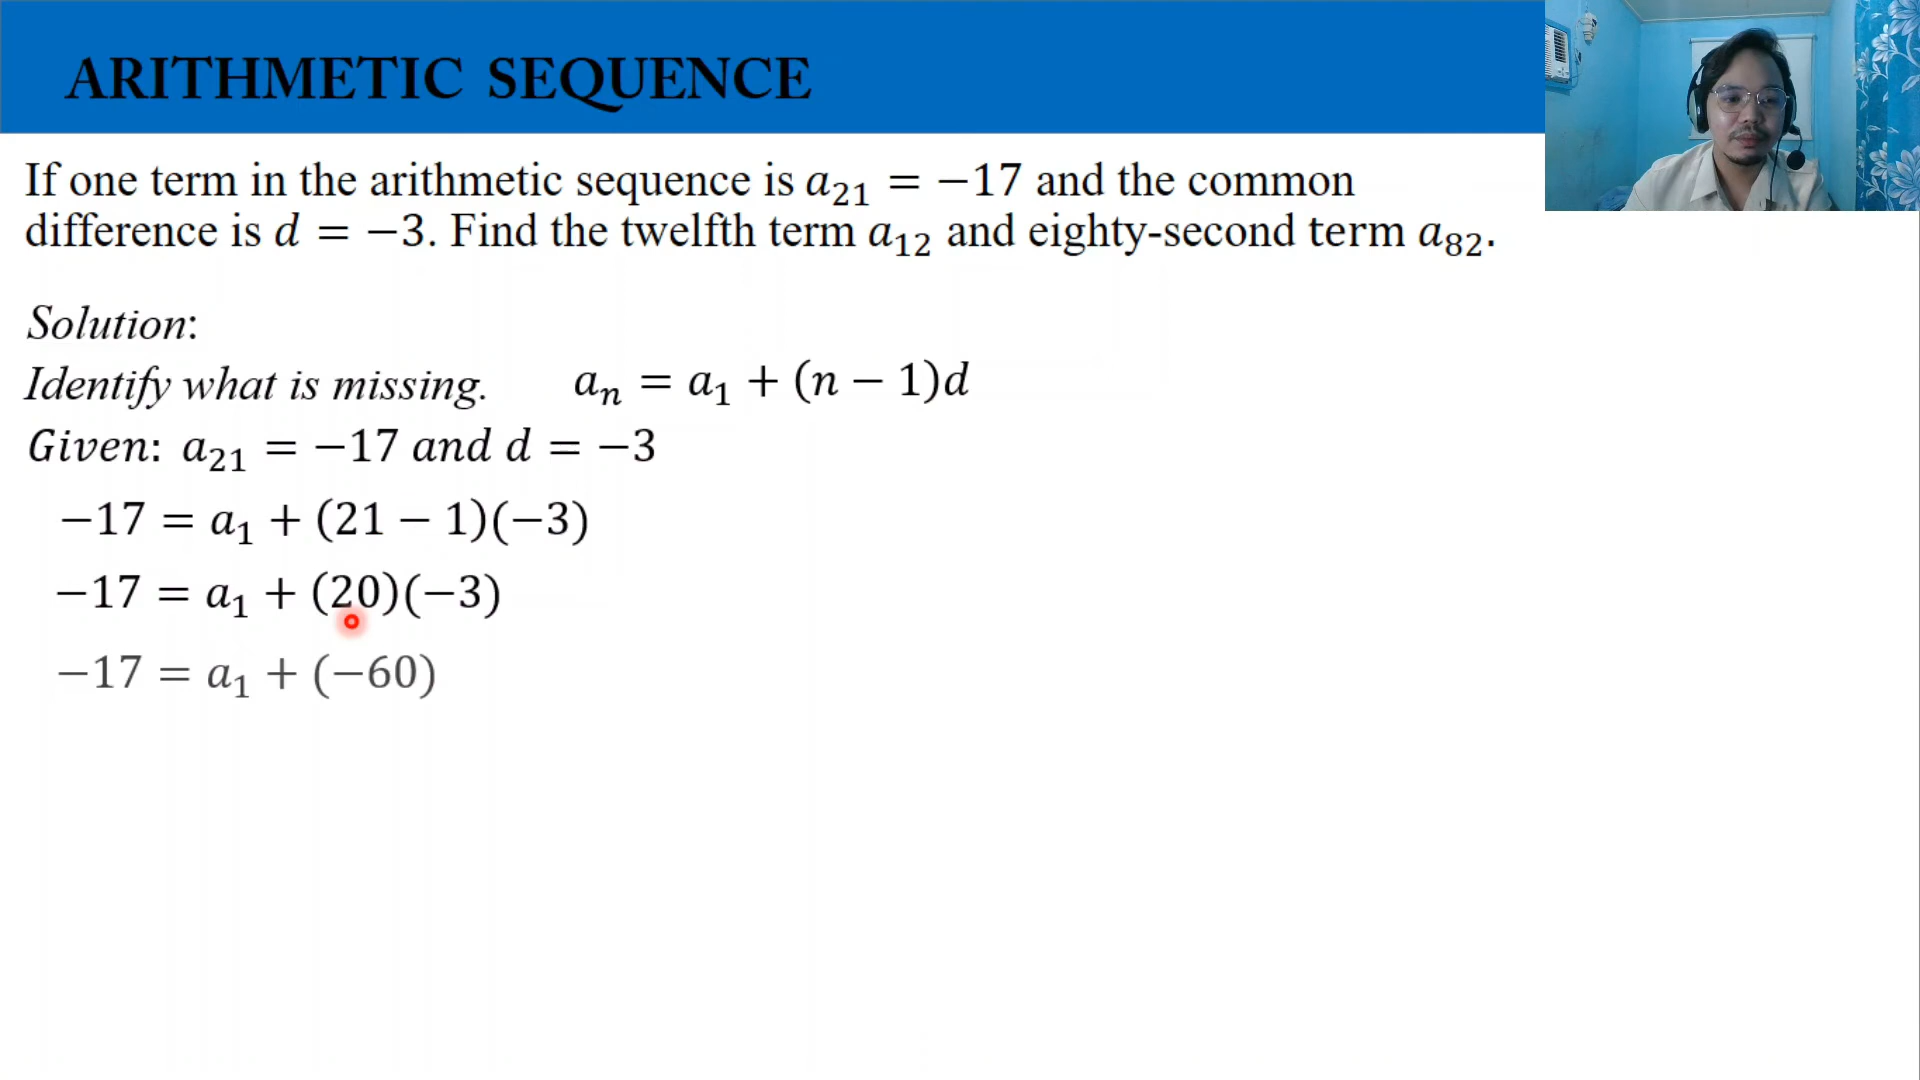 ARITHMETIC SEQUENCE
If one term in the arithmetic sequence is a₂₁ = −17 and the common
difference is d = −3. Find the twelfth term a₁₂ and eighty-second term a₈₂.
Solution:
Identify what is missing. aₙ = a₁ + (n − 1)d
Given: a₂₁ = −17 and d = −3
−17 = a₁ + (21 − 1)(−3)
−17 = a₁ + (20)(−3)
−17 = a₁ + (−60)